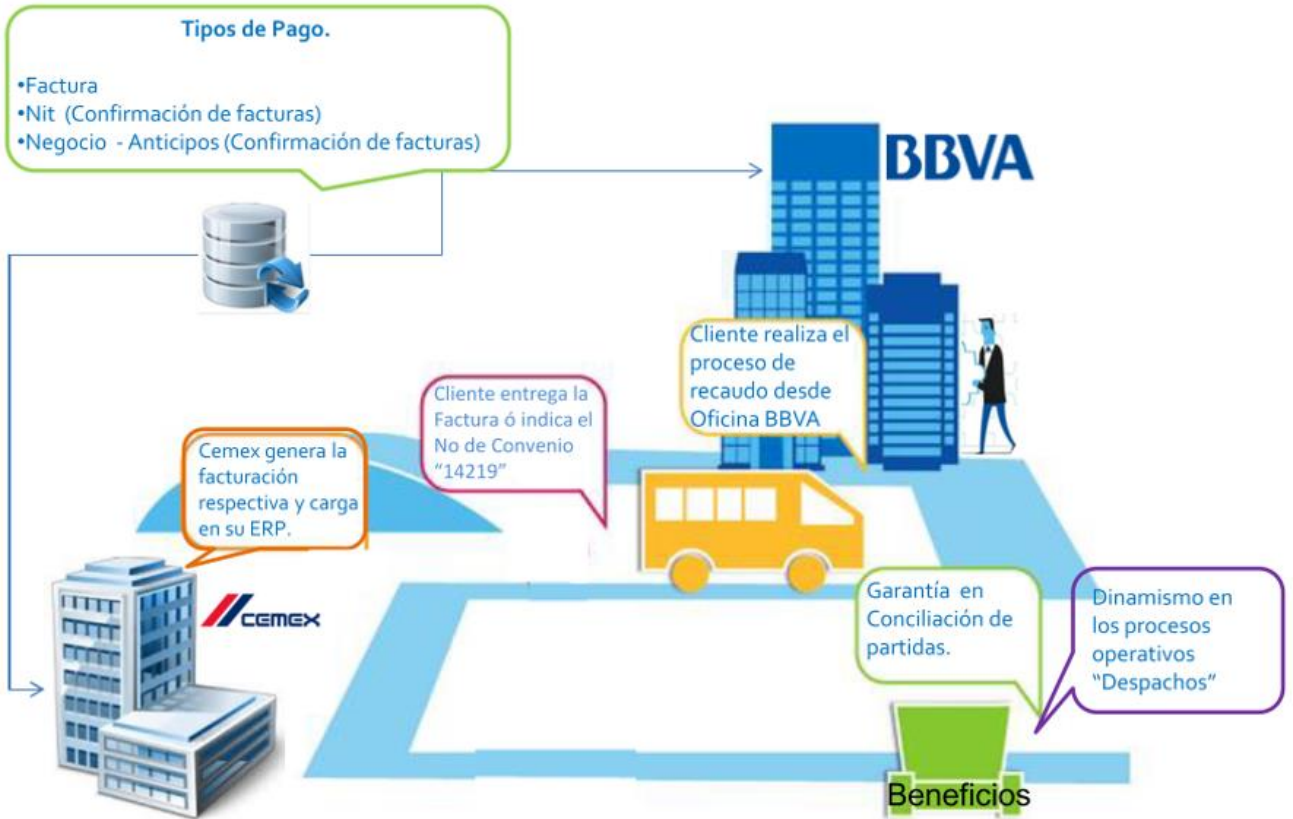 Tipos de Pago.
•Factura
•Nit (Confirmación de facturas)
•Negocio - Anticipos (Confirmación de facturas)
BBVA
Cliente realiza el
proceso de
recaudo desde
Oficina BBVA
Cliente entrega la
Factura ó indica el
No de Convenio
“14219”
Cemex genera la
facturación
respectiva y carga
en su ERP.
CEMEX
Garantía en
Conciliación de
partidas.
Dinamismo en
los procesos
operativos
“Despachos”
Beneficios